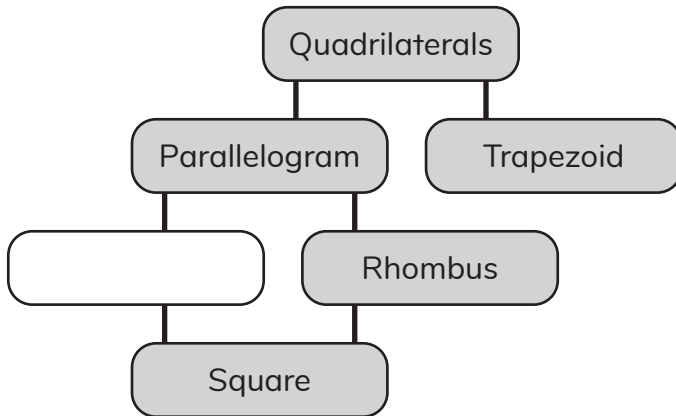 Quadrilaterals
Parallelogram
Trapezoid
Rhombus
Square